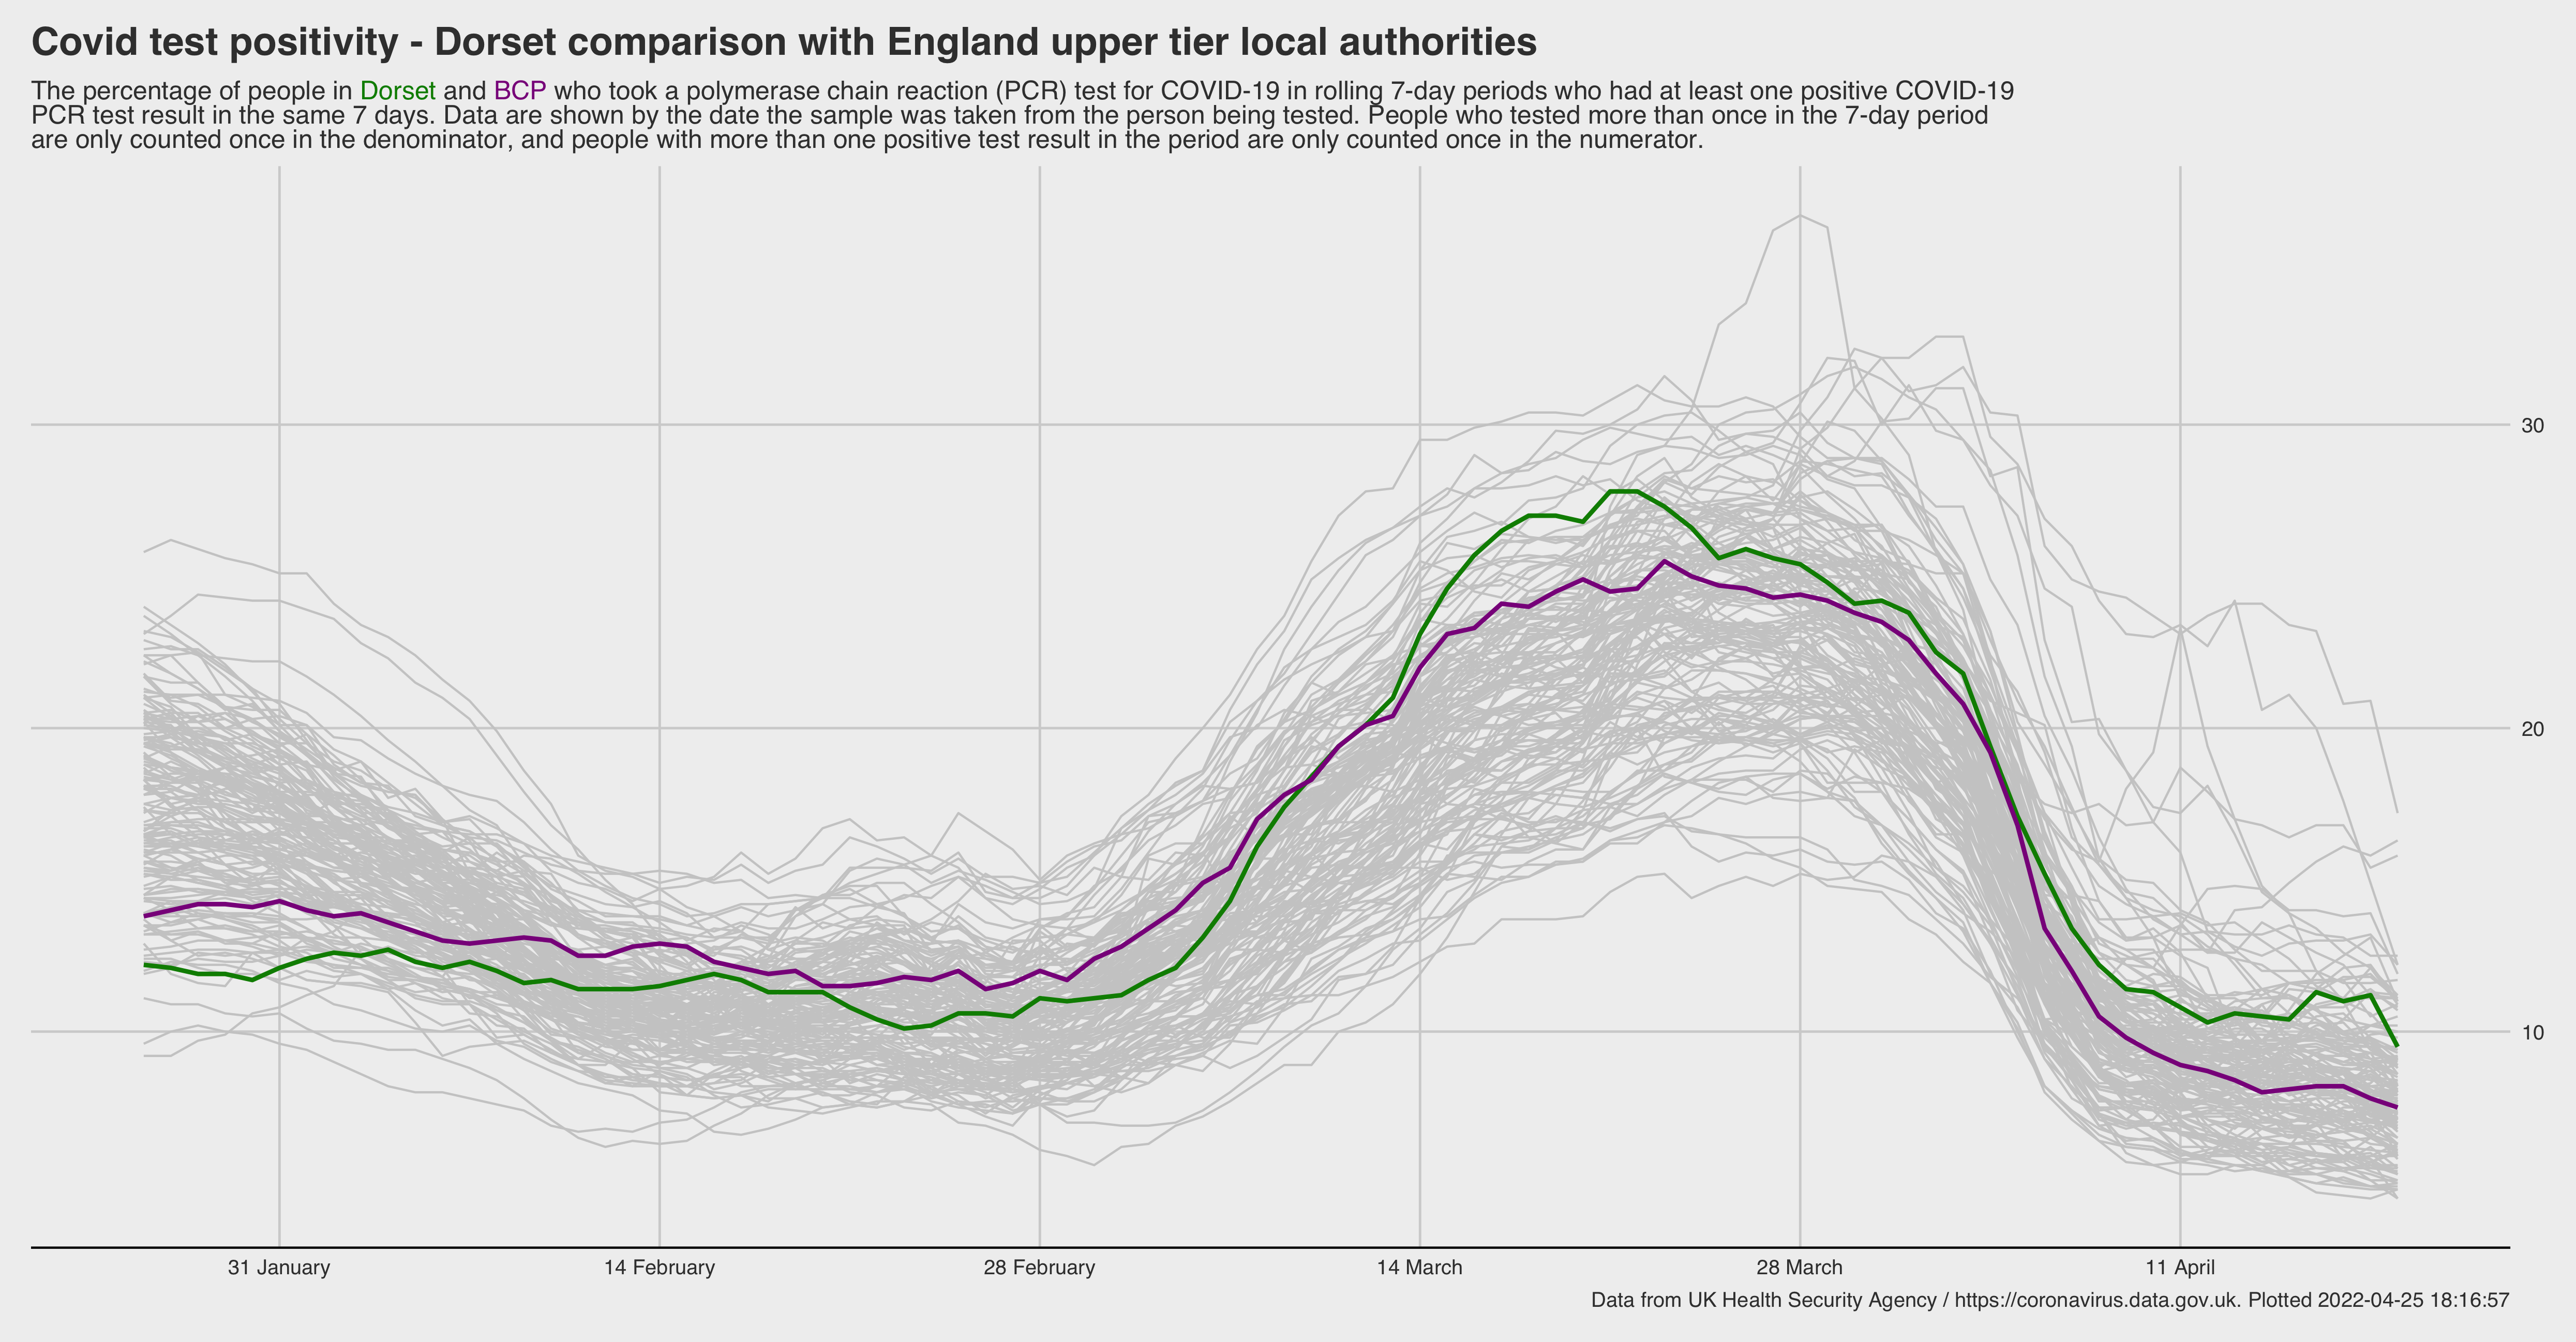 Covid test positivity - Dorset comparison with England upper tier local authorities
The percentage of people in Dorset and BCP who took a polymerase chain reaction (PCR) test for COVID-19 in rolling 7-day periods who had at least one positive COVID-19
PCR test result in the same 7 days. Data are shown by the date the sample was taken from the person being tested. People who tested more than once in the 7-day period
are only counted once in the denominator, and people with more than one positive test result in the period are only counted once in the numerator.
30
20
10
31 January
14 February
28 February
14 March
28 March
11 April
Data from UK Health Security Agency / https://coronavirus.data.gov.uk. Plotted 2022-04-25 18:16:57